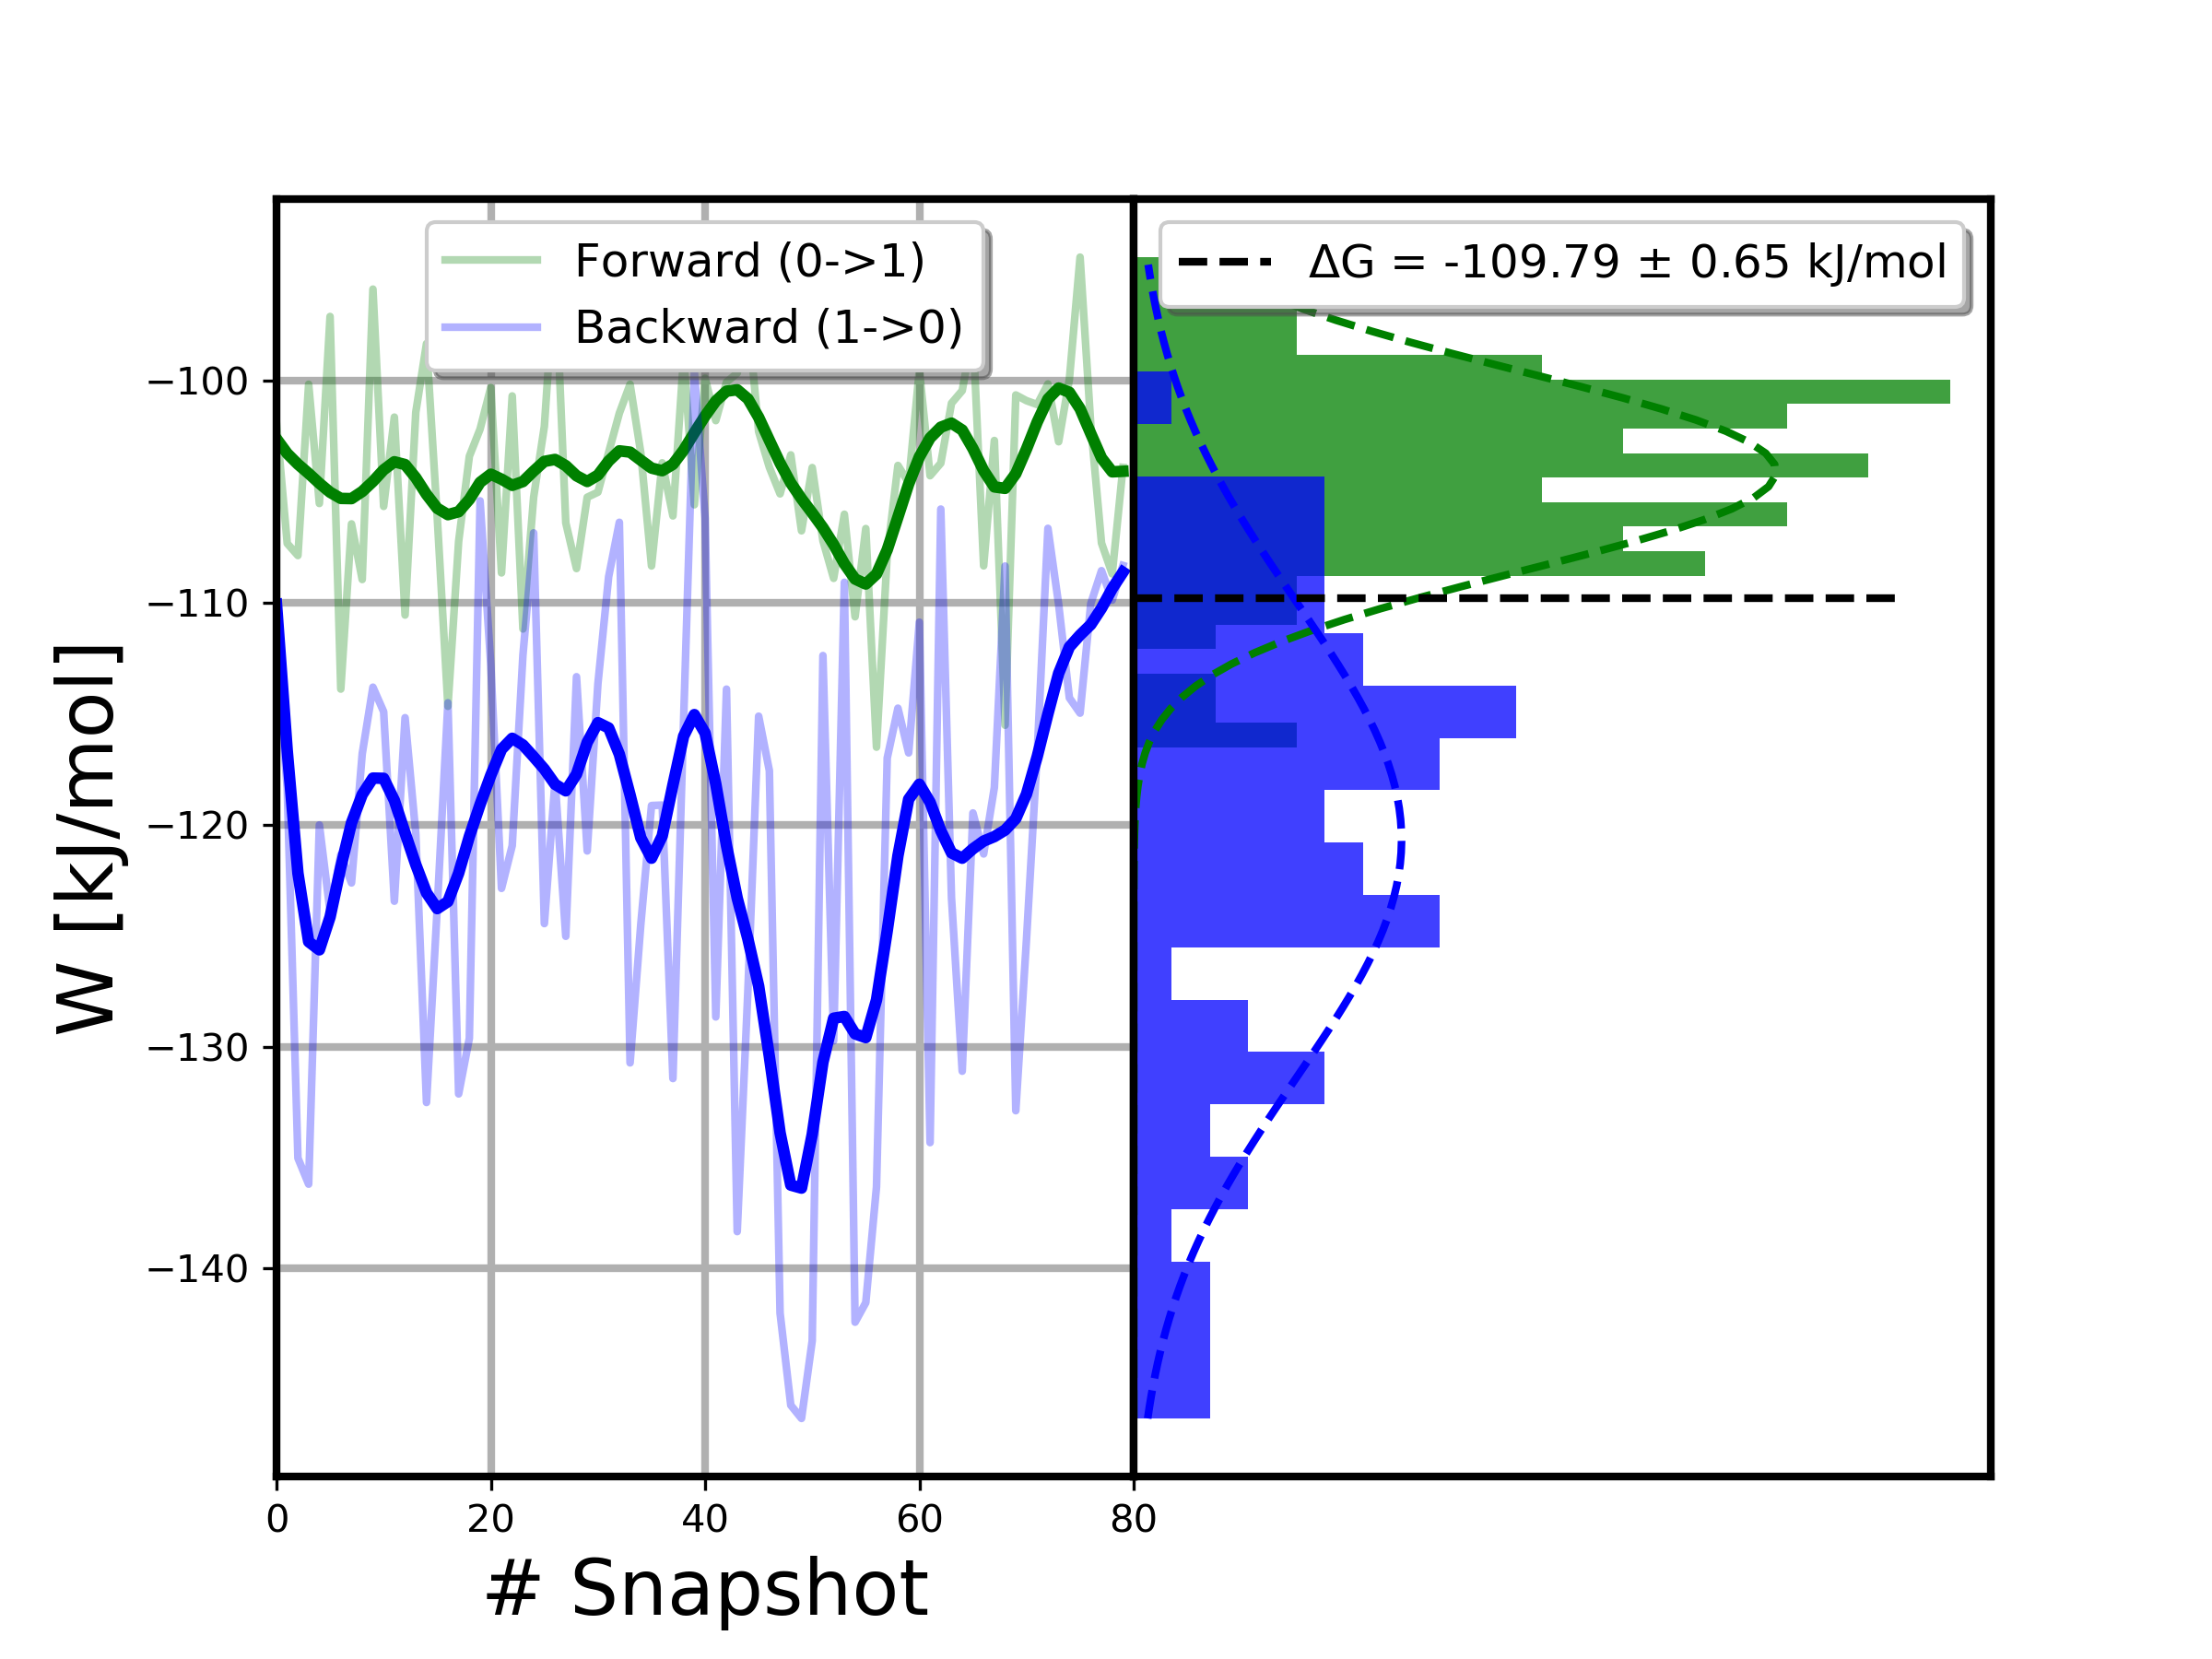 Forward (0->1)
Backward (1->0)
ΔG = -109.79 ± 0.65 kJ/mol
W [kJ/mol]
−100
−110
−120
−130
−140
0 20 40 60 80
# Snapshot